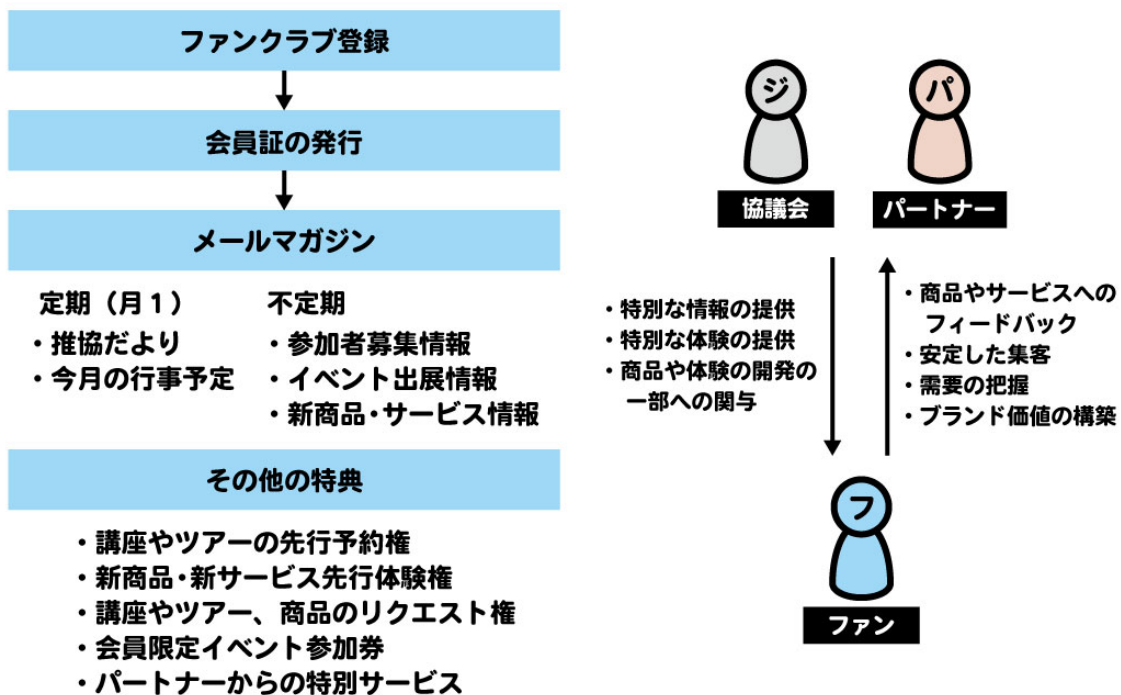 ファンクラブ登録
会員証の発行
メールマガジン
定期（月１）
・推協だより
・今月の行事予定
不定期
・参加者募集情報
・イベント出展情報
・新商品・サービス情報
その他の特典
・講座やツアーの先行予約権
・新商品・新サービス先行体験権
・講座やツアー、商品のリクエスト権
・会員限定イベント参加券
・パートナーからの特別サービス
ジ
協議会
パ
パートナー
・特別な情報の提供
・特別な体験の提供
・商品や体験の開発の
一部への関与
・商品やサービスへの
フィードバック
・安定した集客
・需要の把握
・ブランド価値の構築
フ
ファン